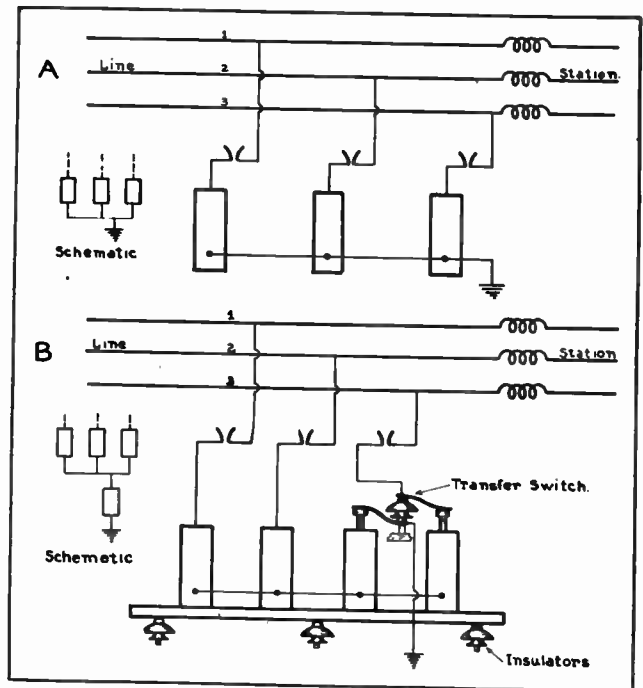 1
A
Line 2 Station.
3
Schematic
1
B
Line 2 Station
3
Transfer Switch.
Schematic
Insulators